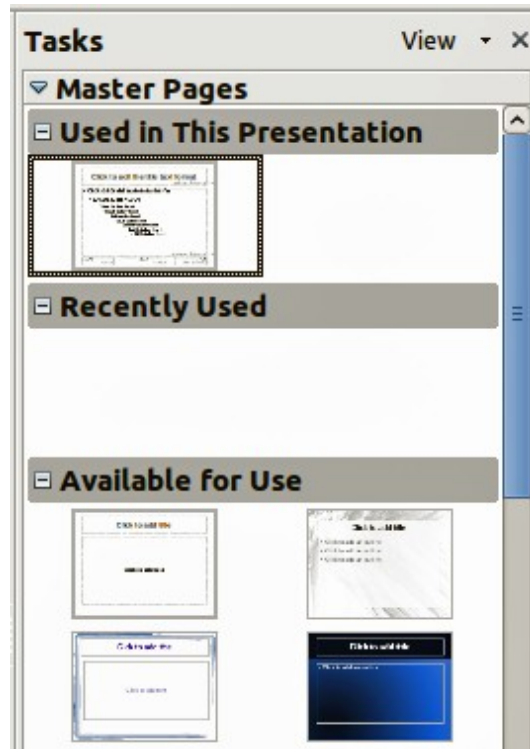 Tasks View
Master Pages
Used in This Presentation
Click to add the title text format
Recently Used
Available for Use
Click to add title
Click to add title
Click to add title
Click to add title